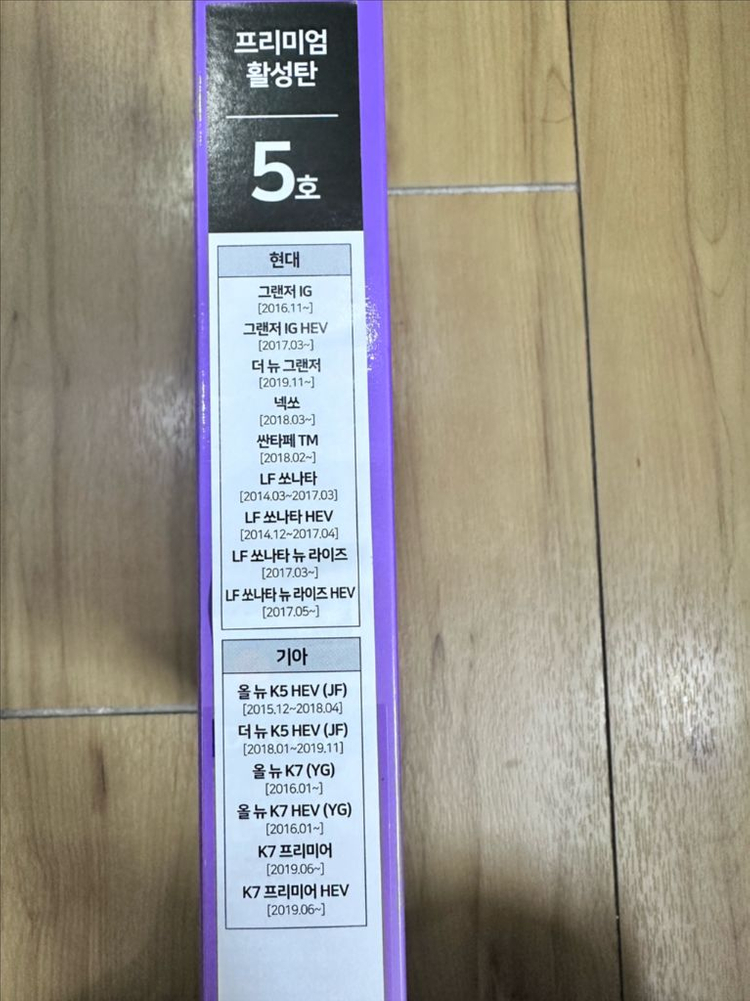 프리미엄
활성탄
5호
현대
그랜저 IG
[2016.11~]
그랜저 IG HEV
[2017.03~]
더 뉴 그랜저
[2019.11~]
넥쏘
[2018.03~]
싼타페 TM
[2018.02~]
LF 쏘나타
[2014.03~2017.03]
LF 쏘나타 HEV
[2014.12~2017.04]
LF 쏘나타 뉴 라이즈
[2017.03~]
LF 쏘나타 뉴 라이즈 HEV
[2017.05~]
기아
올 뉴 K5 HEV (JF)
[2015.12~2018.04]
더 뉴 K5 HEV (JF)
[2018.01~2019.11]
올 뉴 K7 (YG)
[2016.01~]
올 뉴 K7 HEV (YG)
[2016.01~]
K7 프리미어
[2019.06~]
K7 프리미어 HEV
[2019.06~]